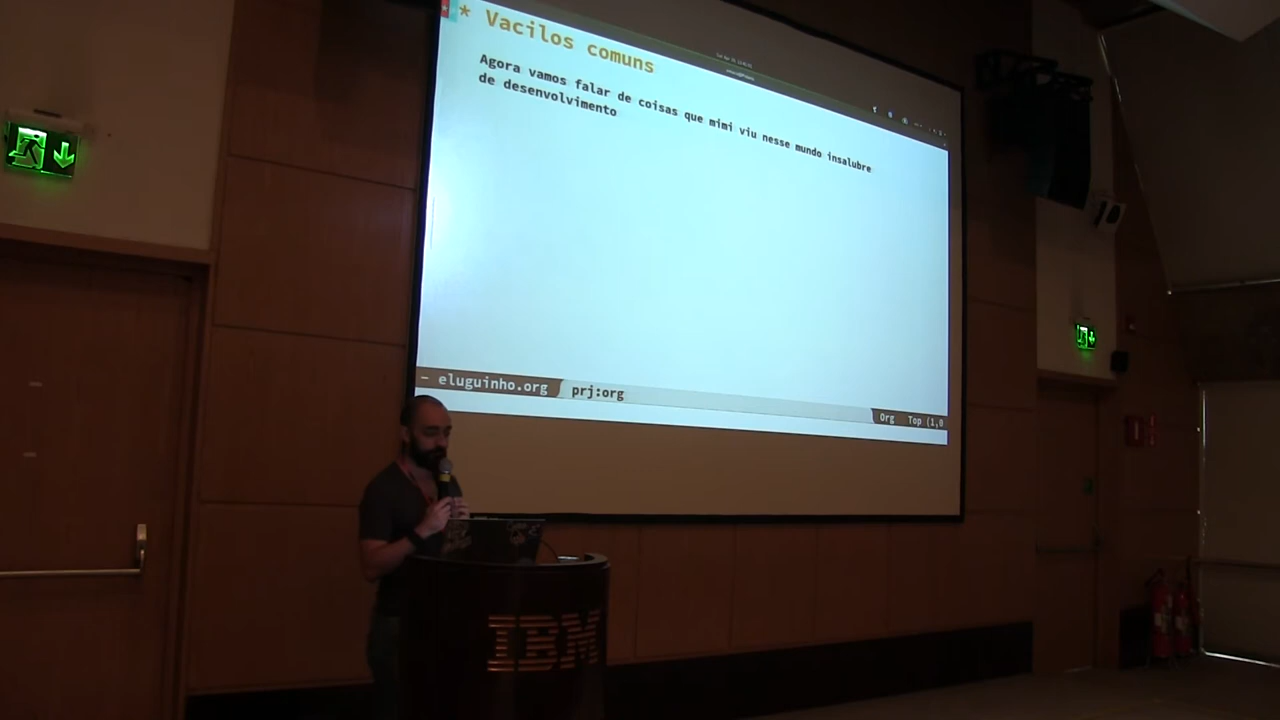 * Vacilos comuns
Agora vamos falar de coisas que mimi viu nesse mundo insalubre
de desenvolvimento
- eluguinho.org
prj:org
Org Top (1,0
IBM